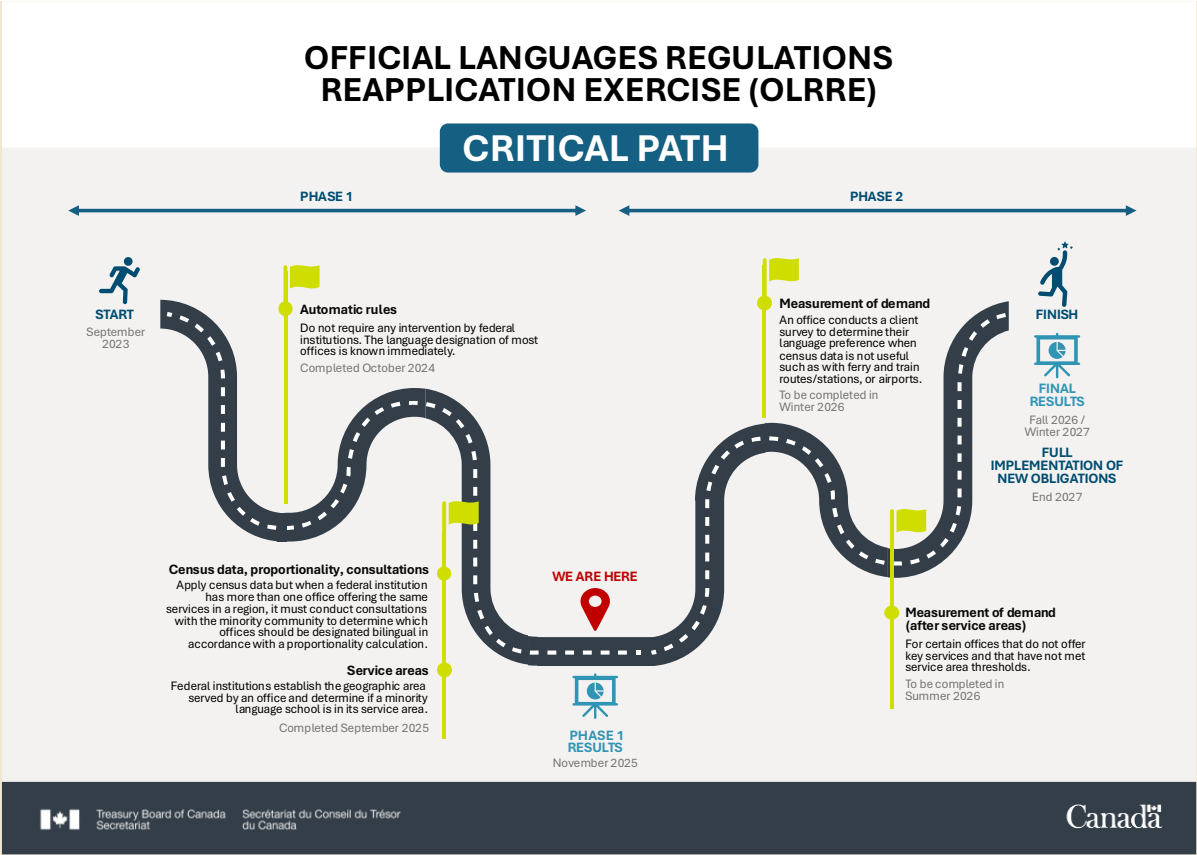 OFFICIAL LANGUAGES REGULATIONS
REAPPLICATION EXERCISE (OLRRE)
CRITICAL PATH
PHASE 1
PHASE 2
START
September
2023
Automatic rules
Do not require any intervention by federal
institutions. The language designation of most
offices is known immediately.
Completed October 2024
Census data, proportionality, consultations
Apply census data but when a federal institution
has more than one office offering the same
services in a region, it must conduct consultations
with the minority community to determine which
offices should be designated bilingual in
accordance with a proportionality calculation.
Service areas
Federal institutions establish the geographic area
served by an office and determine if a minority
language school is in its service area.
Completed September 2025
WE ARE HERE
PHASE 1
RESULTS
November 2025
Measurement of demand
An office conducts a client
survey to determine their
language preference when
census data is not useful
such as with ferry and train
routes/stations, or airports.
To be completed in
Winter 2026
Measurement of demand
(after service areas)
For certain offices that do not offer
key services and that have not met
service area thresholds.
To be completed in
Summer 2026
FINISH
FINAL
RESULTS
Fall 2026 /
Winter 2027
FULL
IMPLEMENTATION OF
NEW OBLIGATIONS
End 2027
Treasury Board of Canada
Secretariat
Secrétariat du Conseil du Trésor
du Canada
Canada